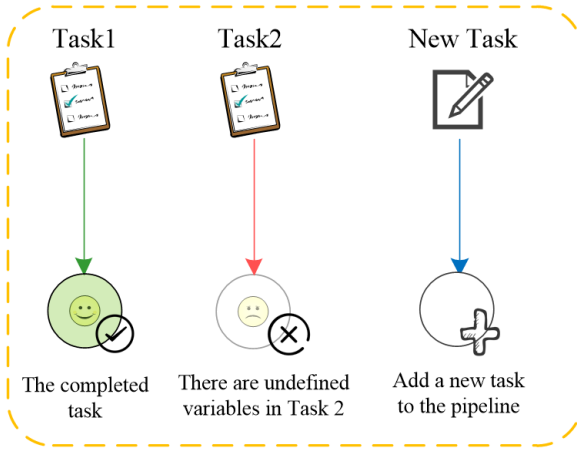 Task1
Task2
New Task
The completed
task
There are undefined
variables in Task 2
Add a new task
to the pipeline